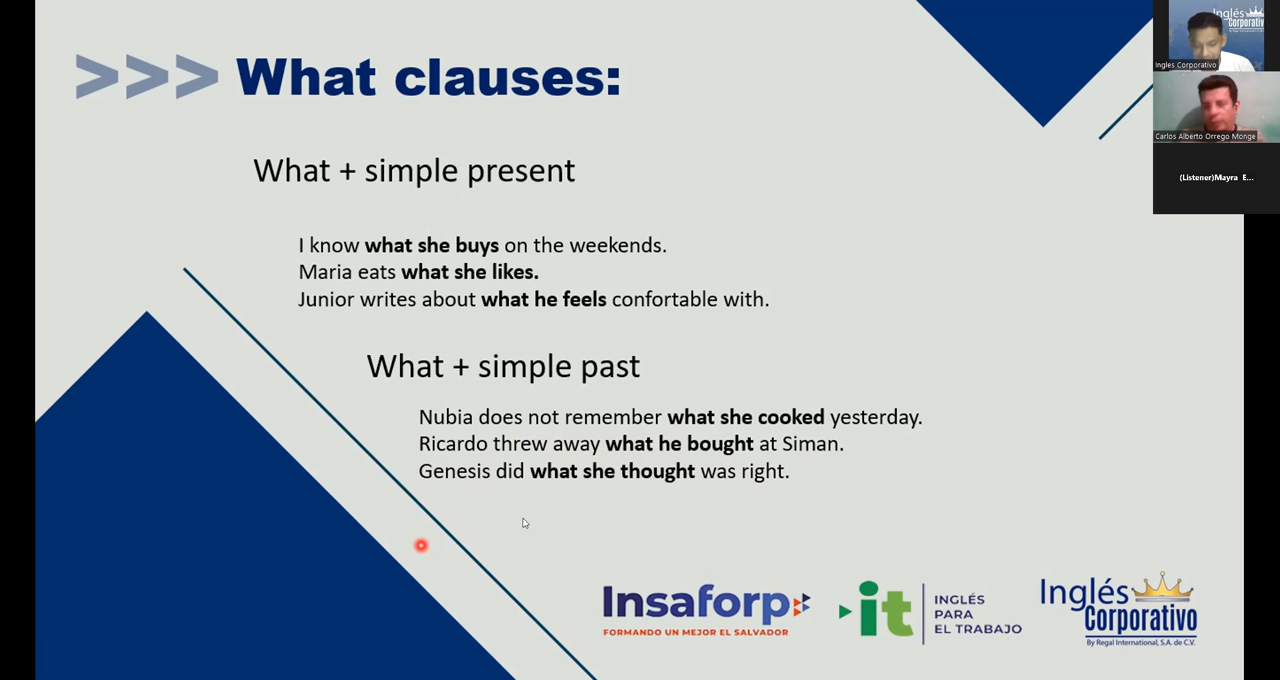 >>> What clauses:
What + simple present
I know what she buys on the weekends.
Maria eats what she likes.
Junior writes about what he feels confortable with.
What + simple past
Nubia does not remember what she cooked yesterday.
Ricardo threw away what he bought at Siman.
Genesis did what she thought was right.
Insaforp
FORMANDO UN MEJOR EL SALVADOR
it
INGLÉS
PARA
EL TRABAJO
Inglés
Corporativo
By Regal International, S.A. de C.V.
Inglés
Corporativo
Ingles Corporativo
Carlos Alberto Orrego Monge
(Listener)Mayra E...